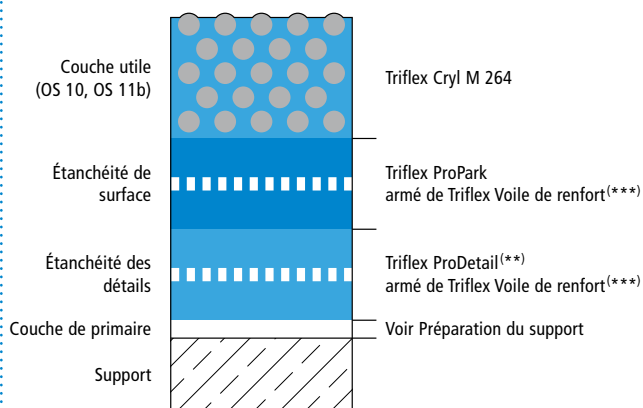 Couche utile
(OS 10, OS 11b)
Triflex Cryl M 264
Étanchéité de
surface
Triflex ProPark
armé de Triflex Voile de renfort(***)
Étanchéité des
détails
Triflex ProDetail(**)
armé de Triflex Voile de renfort(***)
Couche de primaire
Voir Préparation du support
Support